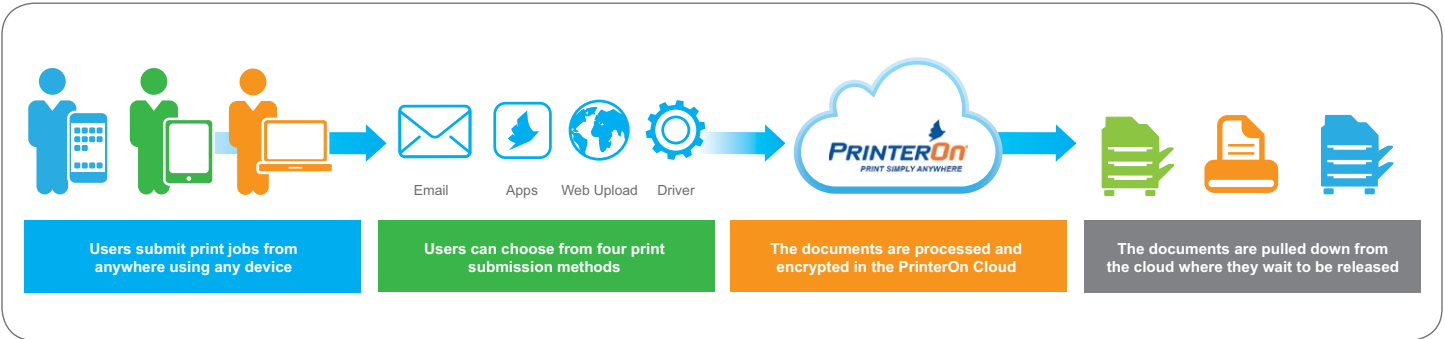 Email
Apps
Web Upload
Driver
PRINTERON
PRINT SIMPLY ANYWHERE
Users submit print jobs from
anywhere using any device
Users can choose from four print
submission methods
The documents are processed and
encrypted in the PrinterOn Cloud
The documents are pulled down from
the cloud where they wait to be released